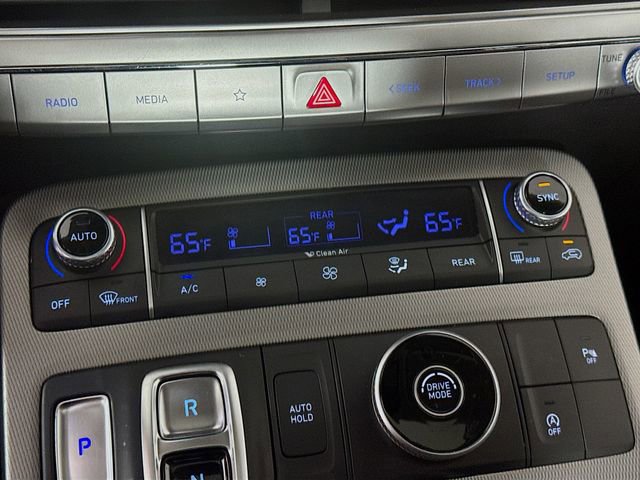 RADIO MEDIA <SEEK TRACK> SETUP TUNE
FILE
AUTO REAR SYNC
65°F 65°F 65°F
Clean Air
OFF FRONT A/C REAR REAR
P R AUTO
HOLD DRIVE
MODE P OFF
N A OFF